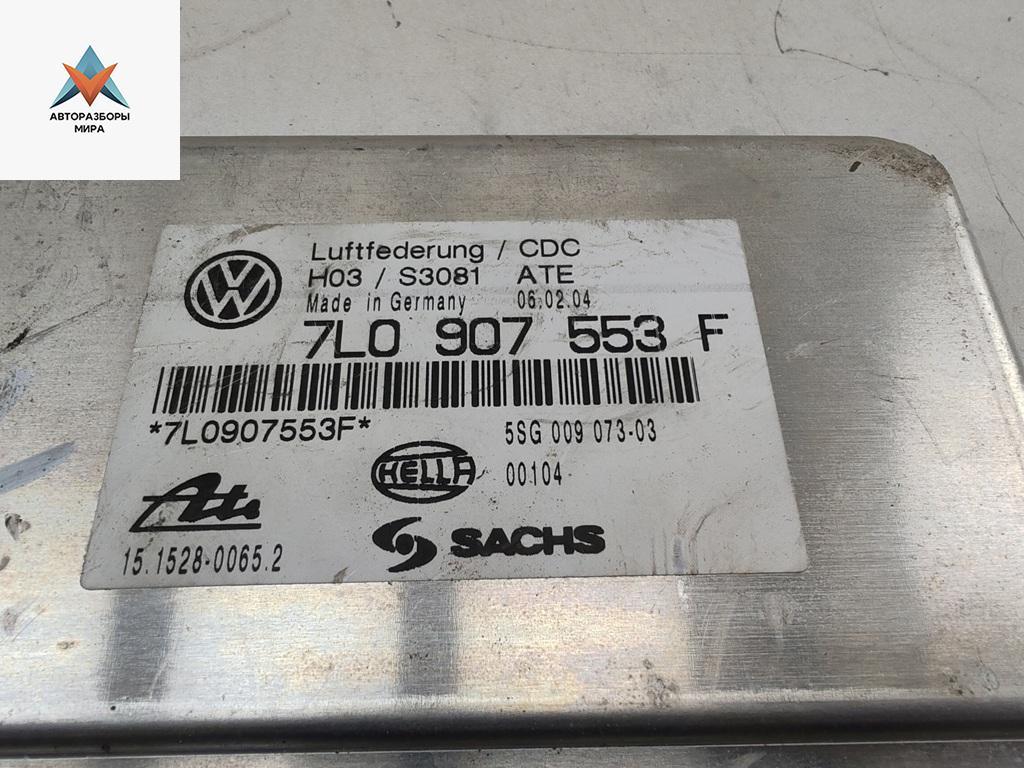 АВТОРАЗБОРЫ
МИРА
Luftfederung / CDC
H03 / S3081 ATE
Made in Germany 06.02.04
7L0 907 553 F
*7L0907553F*
5SG 009 073-03
HELLA
00104
Ate
SACHS
15.1528-0065.2